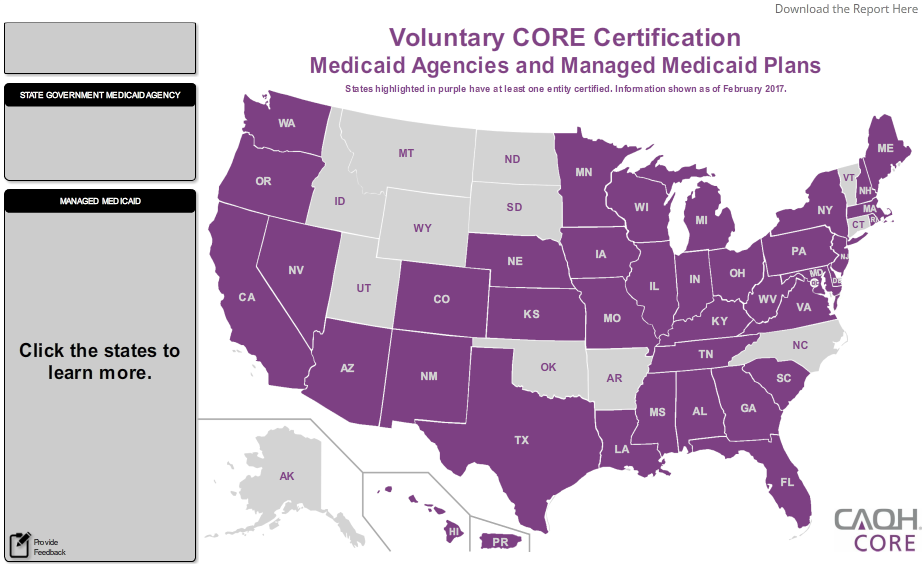 Download the Report Here
Voluntary CORE Certification
Medicaid Agencies and Managed Medicaid Plans
States highlighted in purple have at least one entity certified. Information shown as of February 2017.
STATE GOVERNMENT MEDICAID AGENCY
MANAGED MEDICAID
Click the states to
learn more.
Provide
Feedback
WA
MT
ND
MN
ME
OR
ID
SD
WI
MI
VT
NH
NY
MA
RI
CT
WY
NE
IA
PA
NJ
NV
UT
CO
IL
IN
OH
MD
DC
DE
CA
KS
MO
WV
VA
KY
AZ
NM
OK
AR
TN
NC
SC
MS
AL
GA
TX
LA
FL
AK
HI
PR
CAQH
CORE